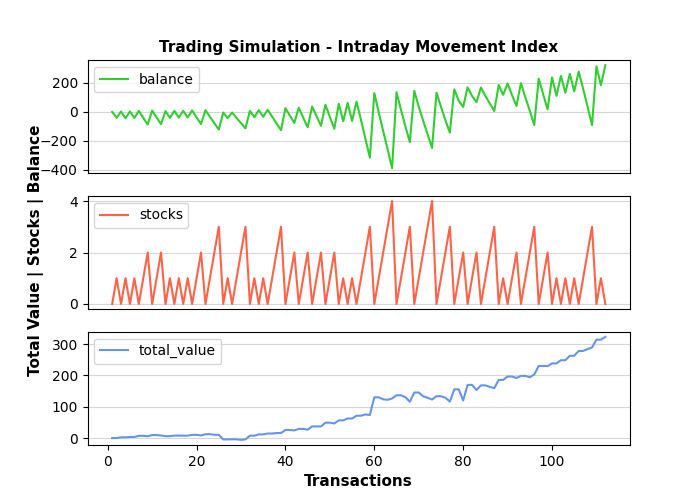 Trading Simulation - Intraday Movement Index
Total Value | Stocks | Balance
balance
200
0
−200
−400
stocks
4
2
0
total_value
300
200
100
0
0 20 40 60 80 100
Transactions